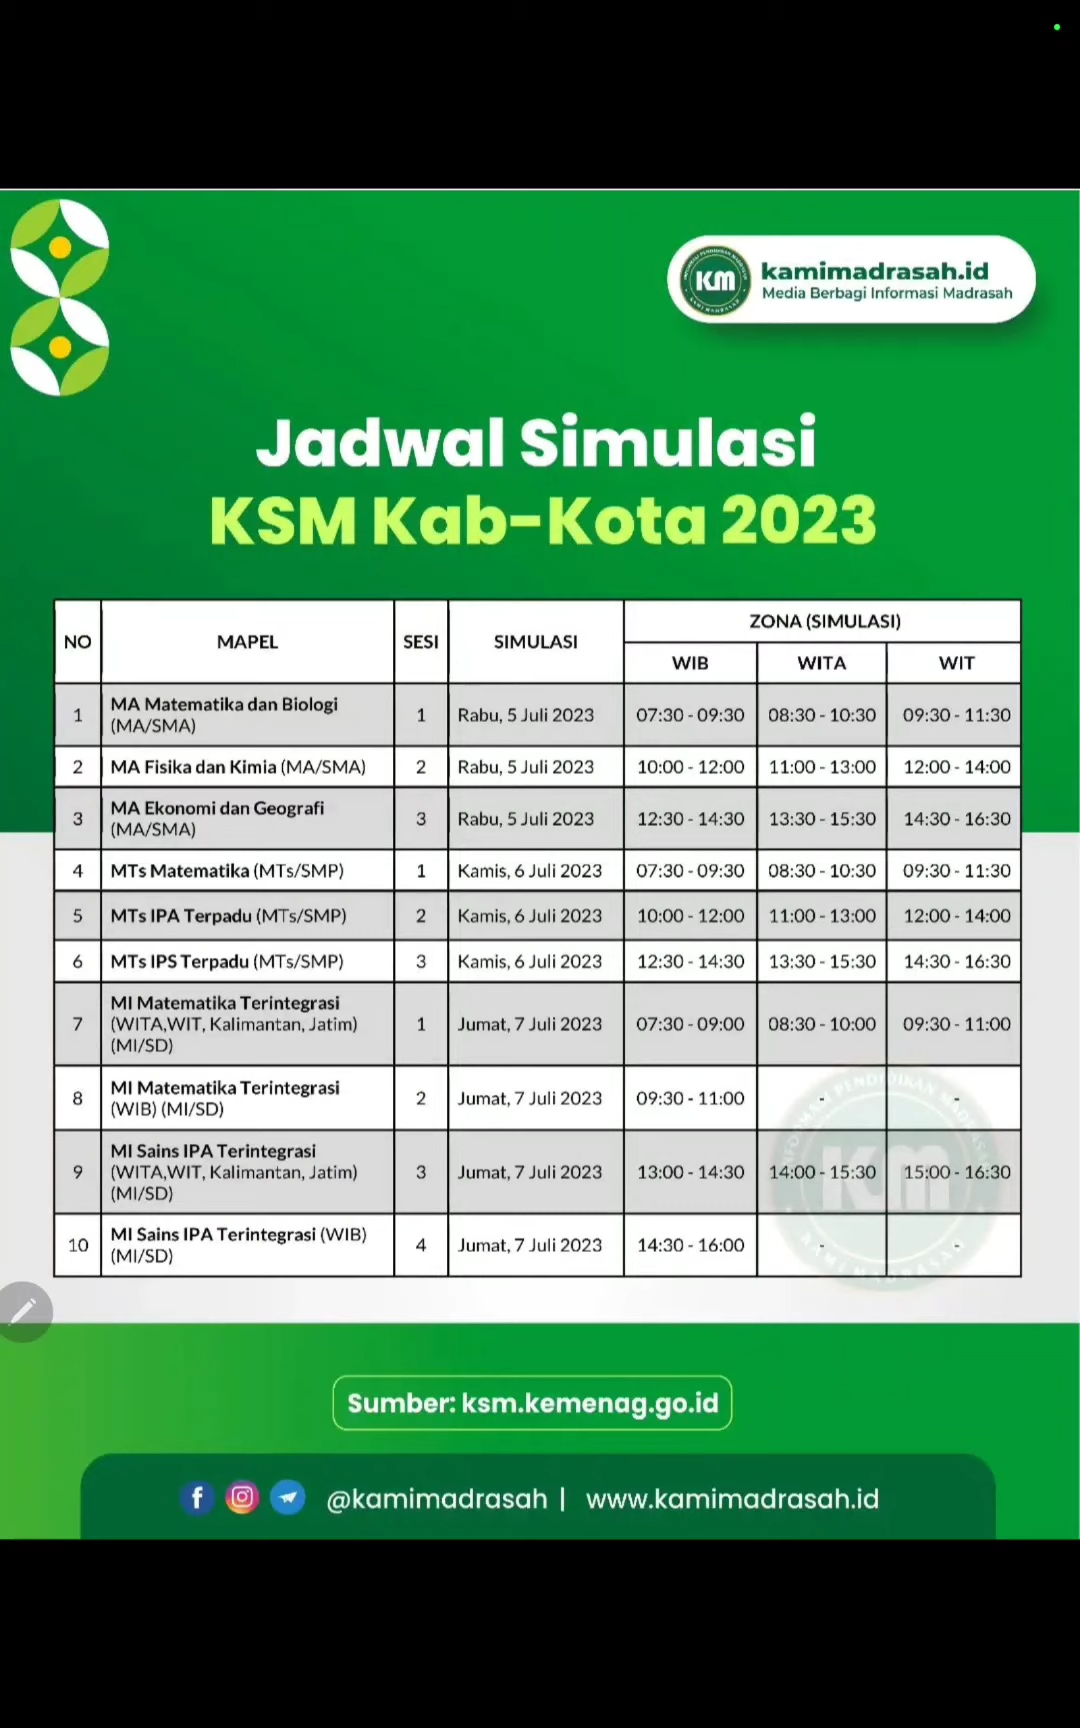 KM
kamimadrasah.id
Media Berbagi Informasi Madrasah
Jadwal Simulasi
KSM Kab-Kota 2023
NO MAPEL SESI SIMULASI ZONA (SIMULASI)
WIB WITA WIT
1 MA Matematika dan Biologi (MA/SMA) 1 Rabu, 5 Juli 2023 07:30 - 09:30 08:30 - 10:30 09:30 - 11:30
2 MA Fisika dan Kimia (MA/SMA) 2 Rabu, 5 Juli 2023 10:00 - 12:00 11:00 - 13:00 12:00 - 14:00
3 MA Ekonomi dan Geografi (MA/SMA) 3 Rabu, 5 Juli 2023 12:30 - 14:30 13:30 - 15:30 14:30 - 16:30
4 MTs Matematika (MTs/SMP) 1 Kamis, 6 Juli 2023 07:30 - 09:30 08:30 - 10:30 09:30 - 11:30
5 MTs IPA Terpadu (MTs/SMP) 2 Kamis, 6 Juli 2023 10:00 - 12:00 11:00 - 13:00 12:00 - 14:00
6 MTs IPS Terpadu (MTs/SMP) 3 Kamis, 6 Juli 2023 12:30 - 14:30 13:30 - 15:30 14:30 - 16:30
7 MI Matematika Terintegrasi (WITA,WIT, Kalimantan, Jatim) (MI/SD) 1 Jumat, 7 Juli 2023 07:30 - 09:00 08:30 - 10:00 09:30 - 11:00
8 MI Matematika Terintegrasi (WIB) (MI/SD) 2 Jumat, 7 Juli 2023 09:30 - 11:00 - -
9 MI Sains IPA Terintegrasi (WITA,WIT, Kalimantan, Jatim) (MI/SD) 3 Jumat, 7 Juli 2023 13:00 - 14:30 14:00 - 15:30 15:00 - 16:30
10 MI Sains IPA Terintegrasi (WIB) (MI/SD) 4 Jumat, 7 Juli 2023 14:30 - 16:00 - -
KM
Sumber: ksm.kemenag.go.id
@kamimadrasah | www.kamimadrasah.id